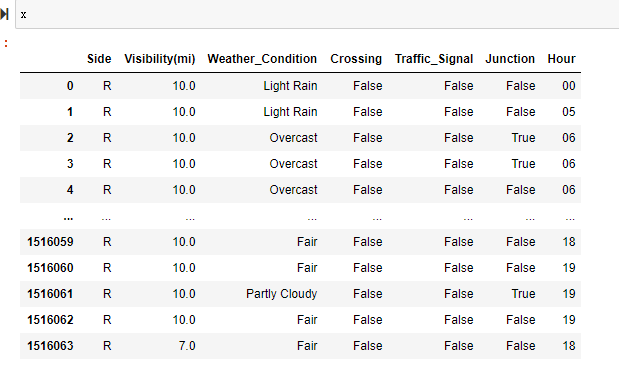 x
:
Side Visibility(mi) Weather_Condition Crossing Traffic_Signal Junction Hour
0 R 10.0 Light Rain False False False 00
1 R 10.0 Light Rain False False False 05
2 R 10.0 Overcast False False True 06
3 R 10.0 Overcast False False True 06
4 R 10.0 Overcast False False False 06
... ... ... ... ... ... ... ...
1516059 R 10.0 Fair False False False 18
1516060 R 10.0 Fair False False False 19
1516061 R 10.0 Partly Cloudy False False True 19
1516062 R 10.0 Fair False False False 19
1516063 R 7.0 Fair False False False 18